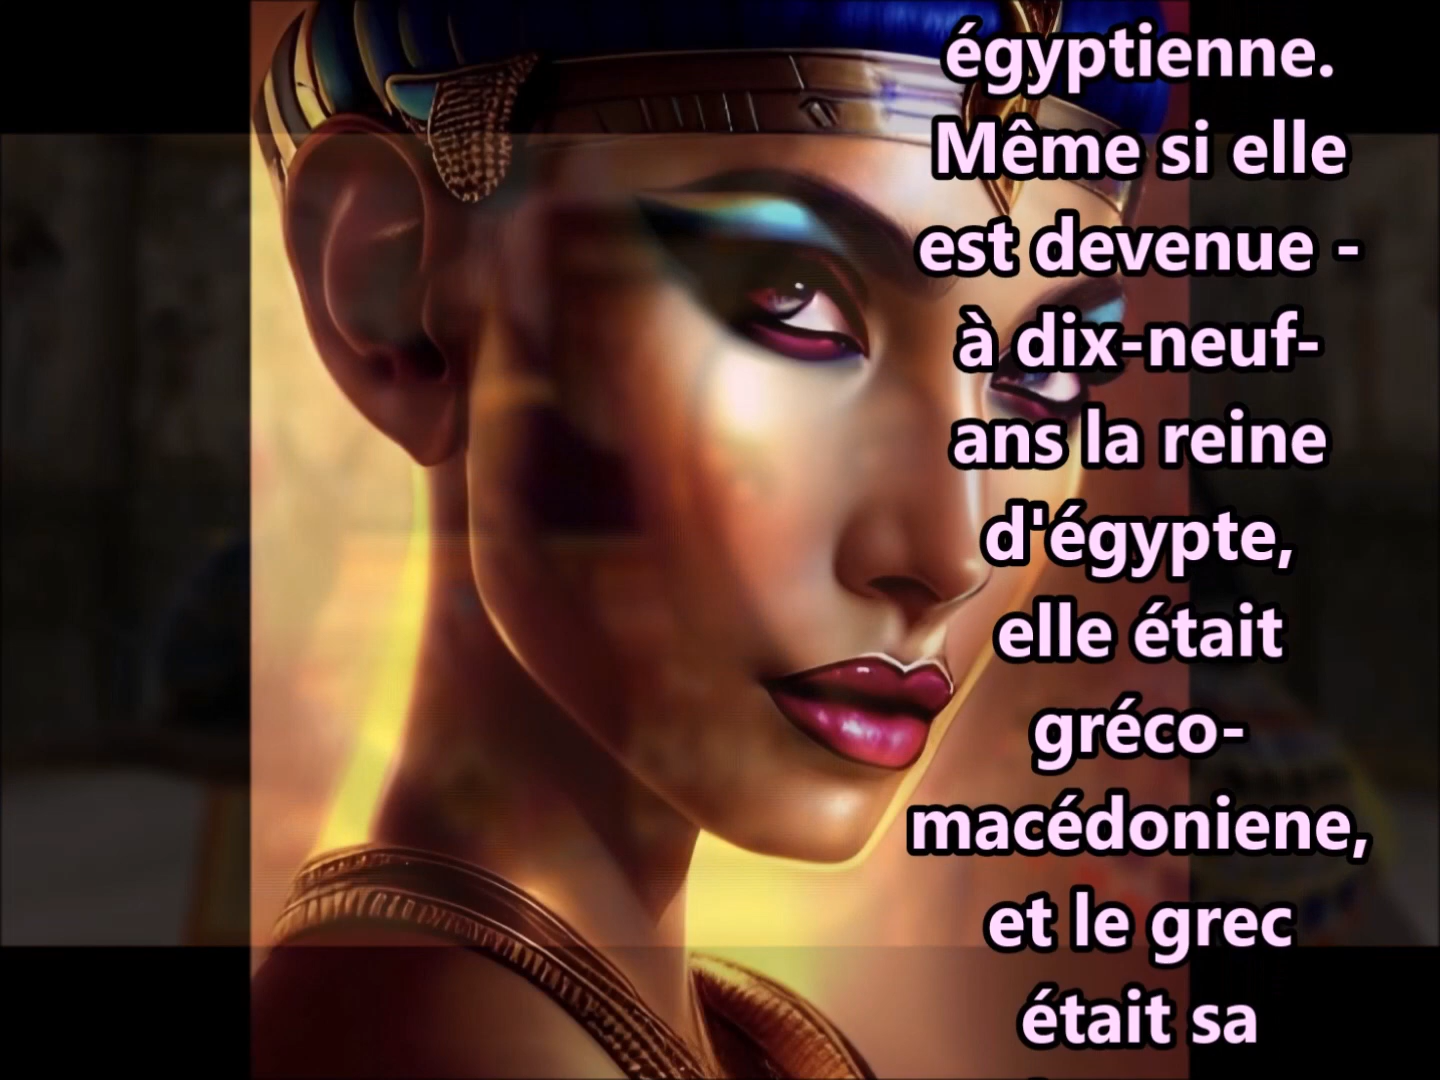 égyptienne.
Même si elle
est devenue -
à dix-neuf-
ans la reine
d'égypte,
elle était
gréco-
macédoniene,
et le grec
était sa